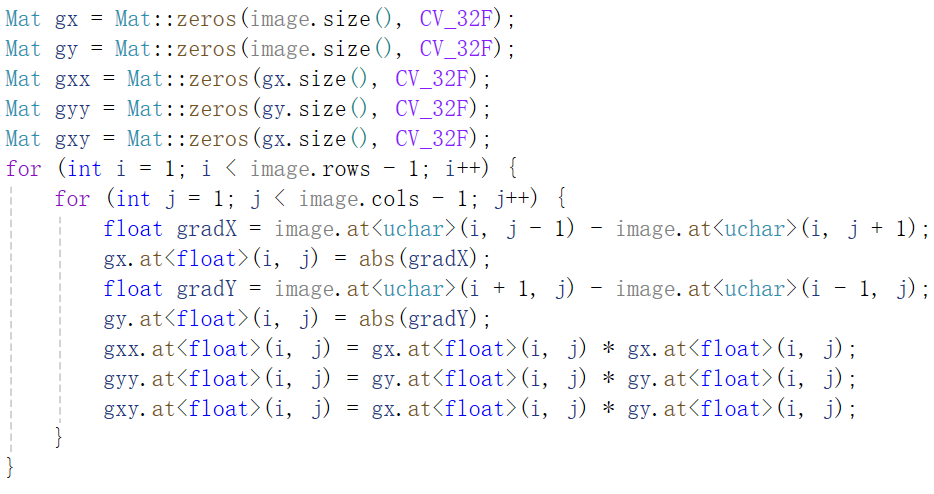 Mat gx = Mat::zeros(image.size(), CV_32F);
Mat gy = Mat::zeros(image.size(), CV_32F);
Mat gxx = Mat::zeros(gx.size(), CV_32F);
Mat gyy = Mat::zeros(gy.size(), CV_32F);
Mat gxy = Mat::zeros(gx.size(), CV_32F);
for (int i = 1; i < image.rows - 1; i++) {
    for (int j = 1; j < image.cols - 1; j++) {
        float gradX = image.at<uchar>(i, j - 1) - image.at<uchar>(i, j + 1);
        gx.at<float>(i, j) = abs(gradX);
        float gradY = image.at<uchar>(i + 1, j) - image.at<uchar>(i - 1, j);
        gy.at<float>(i, j) = abs(gradY);
        gxx.at<float>(i, j) = gx.at<float>(i, j) * gx.at<float>(i, j);
        gyy.at<float>(i, j) = gy.at<float>(i, j) * gy.at<float>(i, j);
        gxy.at<float>(i, j) = gx.at<float>(i, j) * gy.at<float>(i, j);
    }
}